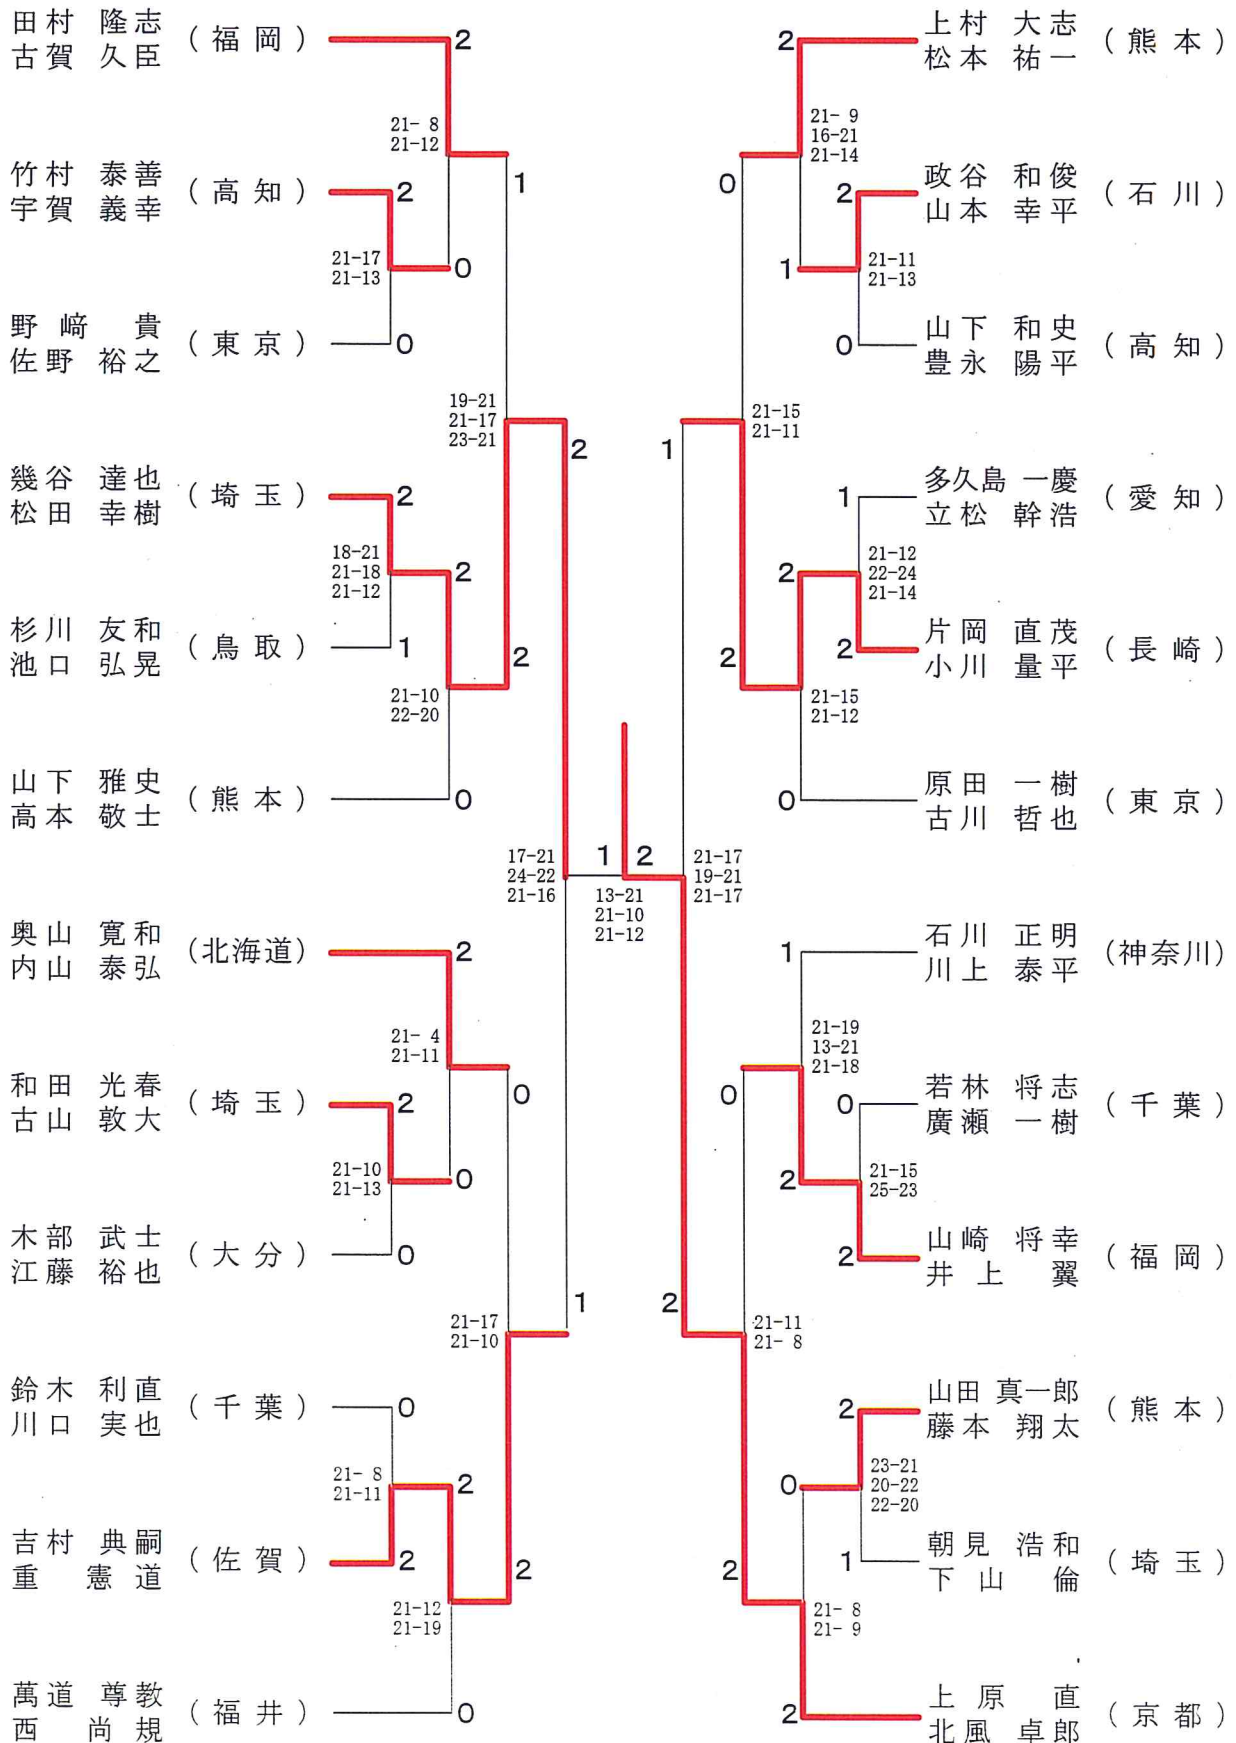 田村 隆志
古賀 久臣
(福岡)
2
21- 8
21-12
竹村 泰善
宇賀 義幸
(高知)
2
1
21-17
21-13
0
野﨑 貴
佐野 裕之
(東京)
0
19-21
21-17
23-21
2
幾谷 達也
松田 幸樹
(埼玉)
2
18-21
21-18
21-12
2
杉川 友和
池口 弘晃
(鳥取)
1
2
21-10
22-20
山下 雅史
高本 敬士
(熊本)
0
17-21
24-22
21-16
1
2
13-21
21-10
21-12
奥山 寛和
内山 泰弘
(北海道)
2
21- 4
21-11
0
和田 光春
古山 敦大
(埼玉)
2
21-10
21-13
0
木部 武士
江藤 裕也
(大分)
0
1
21-17
21-10
鈴木 利直
川口 実也
(千葉)
0
21- 8
21-11
2
吉村 典嗣
重 憲道
(佐賀)
2
2
21-12
21-19
萬道 尊教
西 尚規
(福井)
0
2
上村 大志
松本 祐一
(熊本)
21- 9
16-21
21-14
0
2
政谷 和俊
山本 幸平
(石川)
1
21-11
21-13
0
山下 和史
豊永 陽平
(高知)
1
21-15
21-11
1
多久島 一慶
立松 幹浩
(愛知)
2
21-12
22-24
21-14
2
2
片岡 直茂
小川 量平
(長崎)
21-15
21-12
0
原田 一樹
古川 哲也
(東京)
21-17
19-21
21-17
1
石川 正明
川上 泰平
(神奈川)
21-19
13-21
21-18
0
0
若林 将志
廣瀬 一樹
(千葉)
2
21-15
25-23
2
山崎 将幸
井上 翼
(福岡)
2
21-11
21- 8
2
山田 真一郎
藤本 翔太
(熊本)
0
23-21
20-22
22-20
2
1
朝見 浩和
下山 倫
(埼玉)
21- 8
21- 9
2
上原 直
北風 卓郎
(京都)